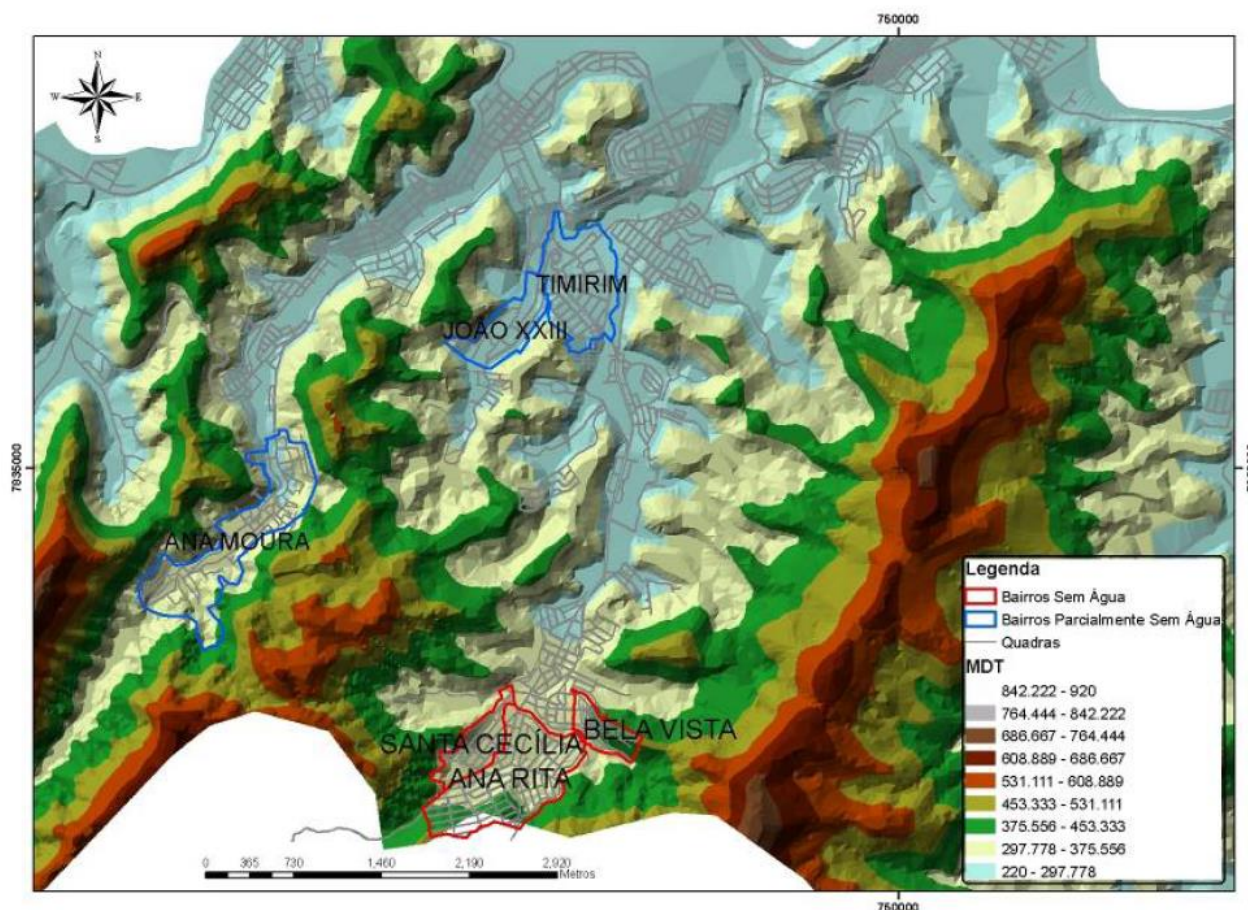 760000
N
W E
S
TIMIRIM
JOAO XXIII
7835000
ANA MOURA
Legenda
Bairros Sem Água
Bairros Parcialmente Sem Água
Quadras
MDT
842.222 - 920
764.444 - 842.222
686.667 - 764.444
608.889 - 686.667
531.111 - 608.889
453.333 - 531.111
375.556 - 453.333
297.778 - 375.556
220 - 297.778
BELA VISTA
SANTA CECÍLIA
ANA RITA
0 365 730 1,460 2,190 2,920
Metros
760000